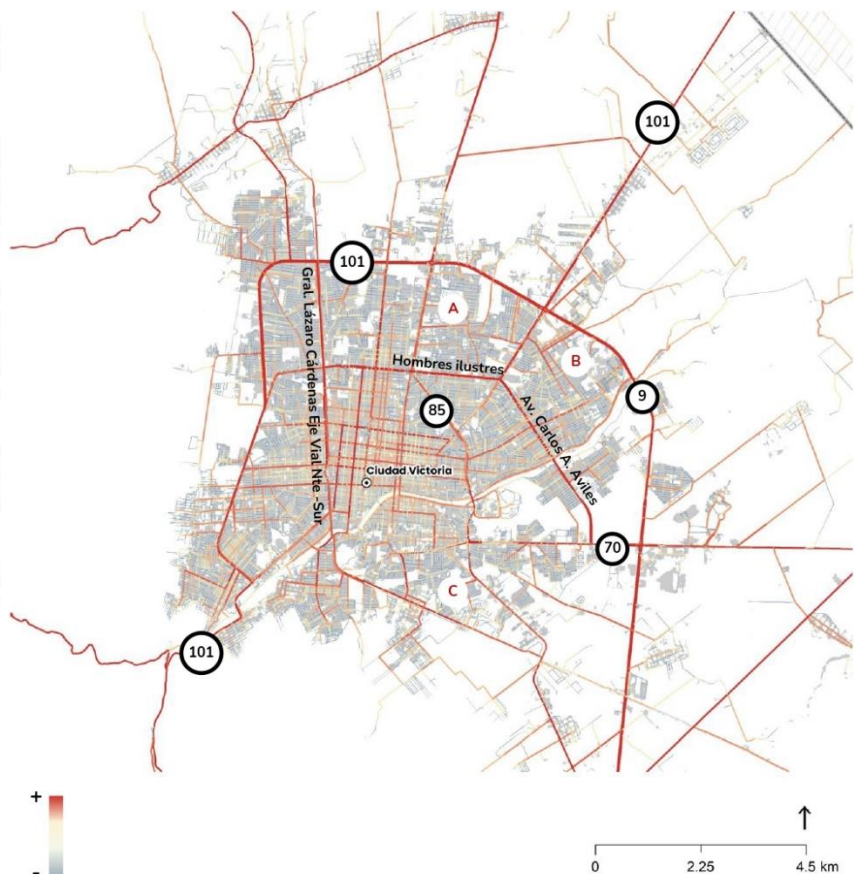 101
101
Gral. Lázaro Cárdenas Eje Vial Nte -Sur
A
Hombres ilustres
B
85
9
Av. Carlos A. Aviles
Ciudad Victoria
70
C
101
+
-
0 2.25 4.5 km